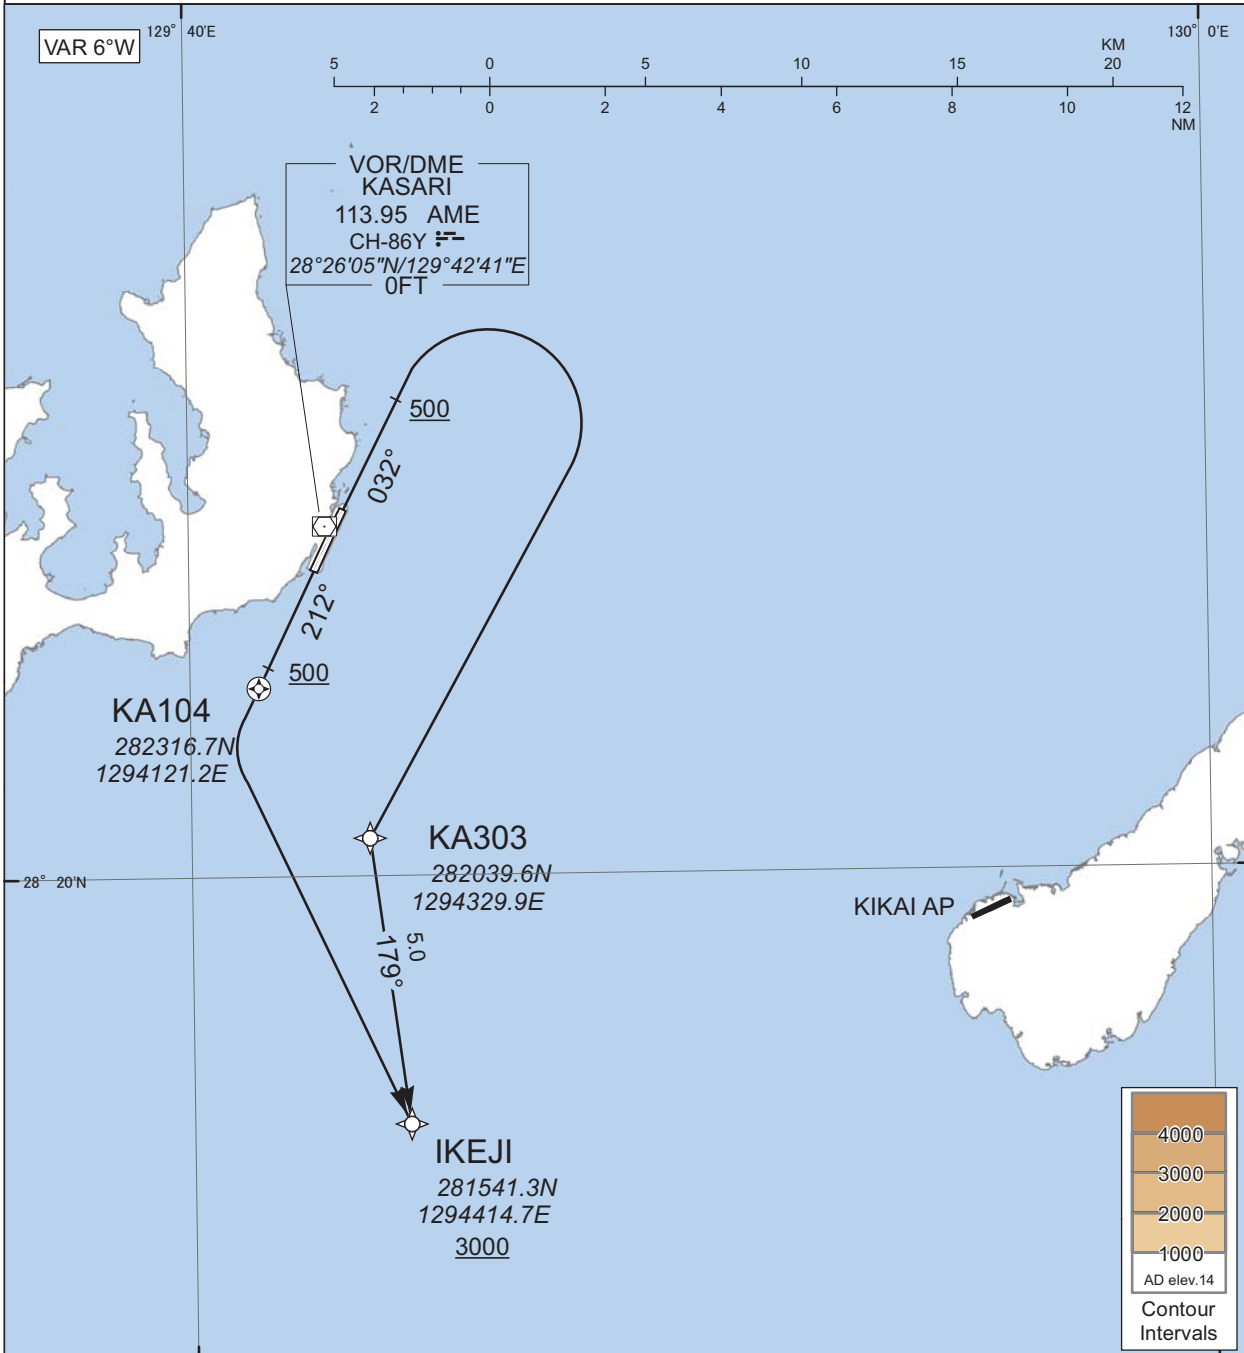 129° 40'E
130° 0'E
VAR 6°W
KM
5 0 5 10 15 20
2 0 2 4 6 8 10 12
NM
VOR/DME
KASARI
113.95 AME
CH-86Y
28°26'05"N/129°42'41"E
0FT
500
032°
212°
500
KA104
282316.7N
1294121.2E
KA303
282039.6N
1294329.9E
28° 20'N
KIKAI AP
5.0
179°
IKEJI
281541.3N
1294414.7E
3000
4000
3000
2000
1000
AD elev.14
Contour
Intervals